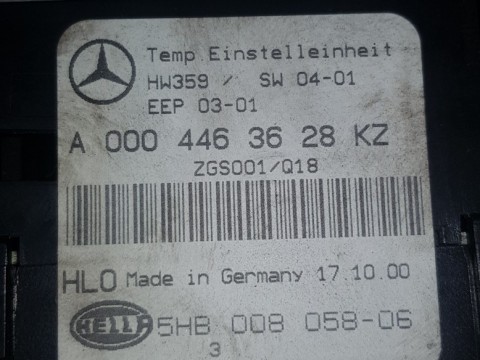 Temp.Einstelleinheit
HW359 / SW 04-01
EEP 03-01
A 000 446 36 28 KZ
ZGS001/Q18
HLO Made in Germany 17.10.00
HELLA 5HB 008 058-06
3